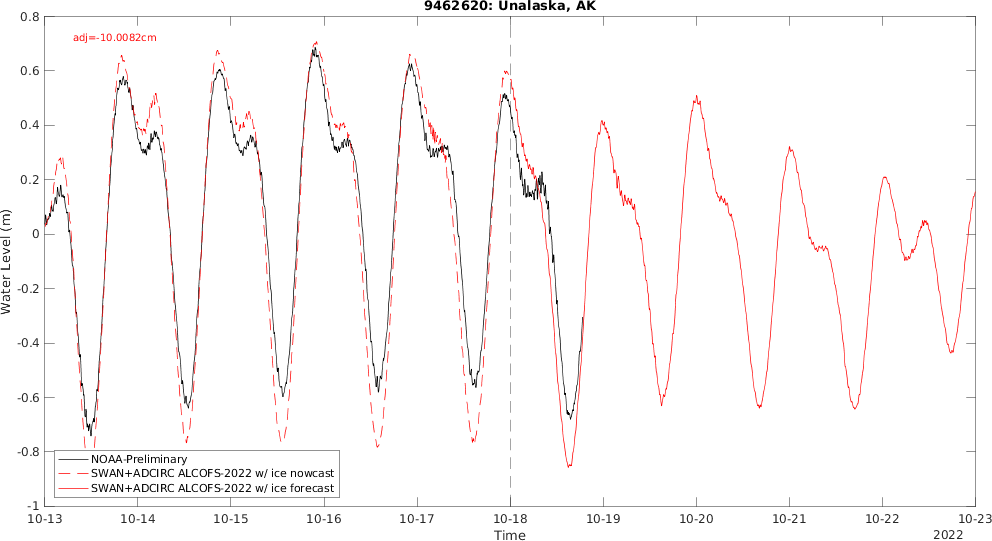 9462620: Unalaska, AK
adj=-10.0082cm
Water Level (m)
0.8
0.6
0.4
0.2
0
-0.2
-0.4
-0.6
-0.8
-1
NOAA-Preliminary
SWAN+ADCIRC ALCOFS-2022 w/ ice nowcast
SWAN+ADCIRC ALCOFS-2022 w/ ice forecast
10-13 10-14 10-15 10-16 10-17 10-18 10-19 10-20 10-21 10-22 10-23
Time
2022